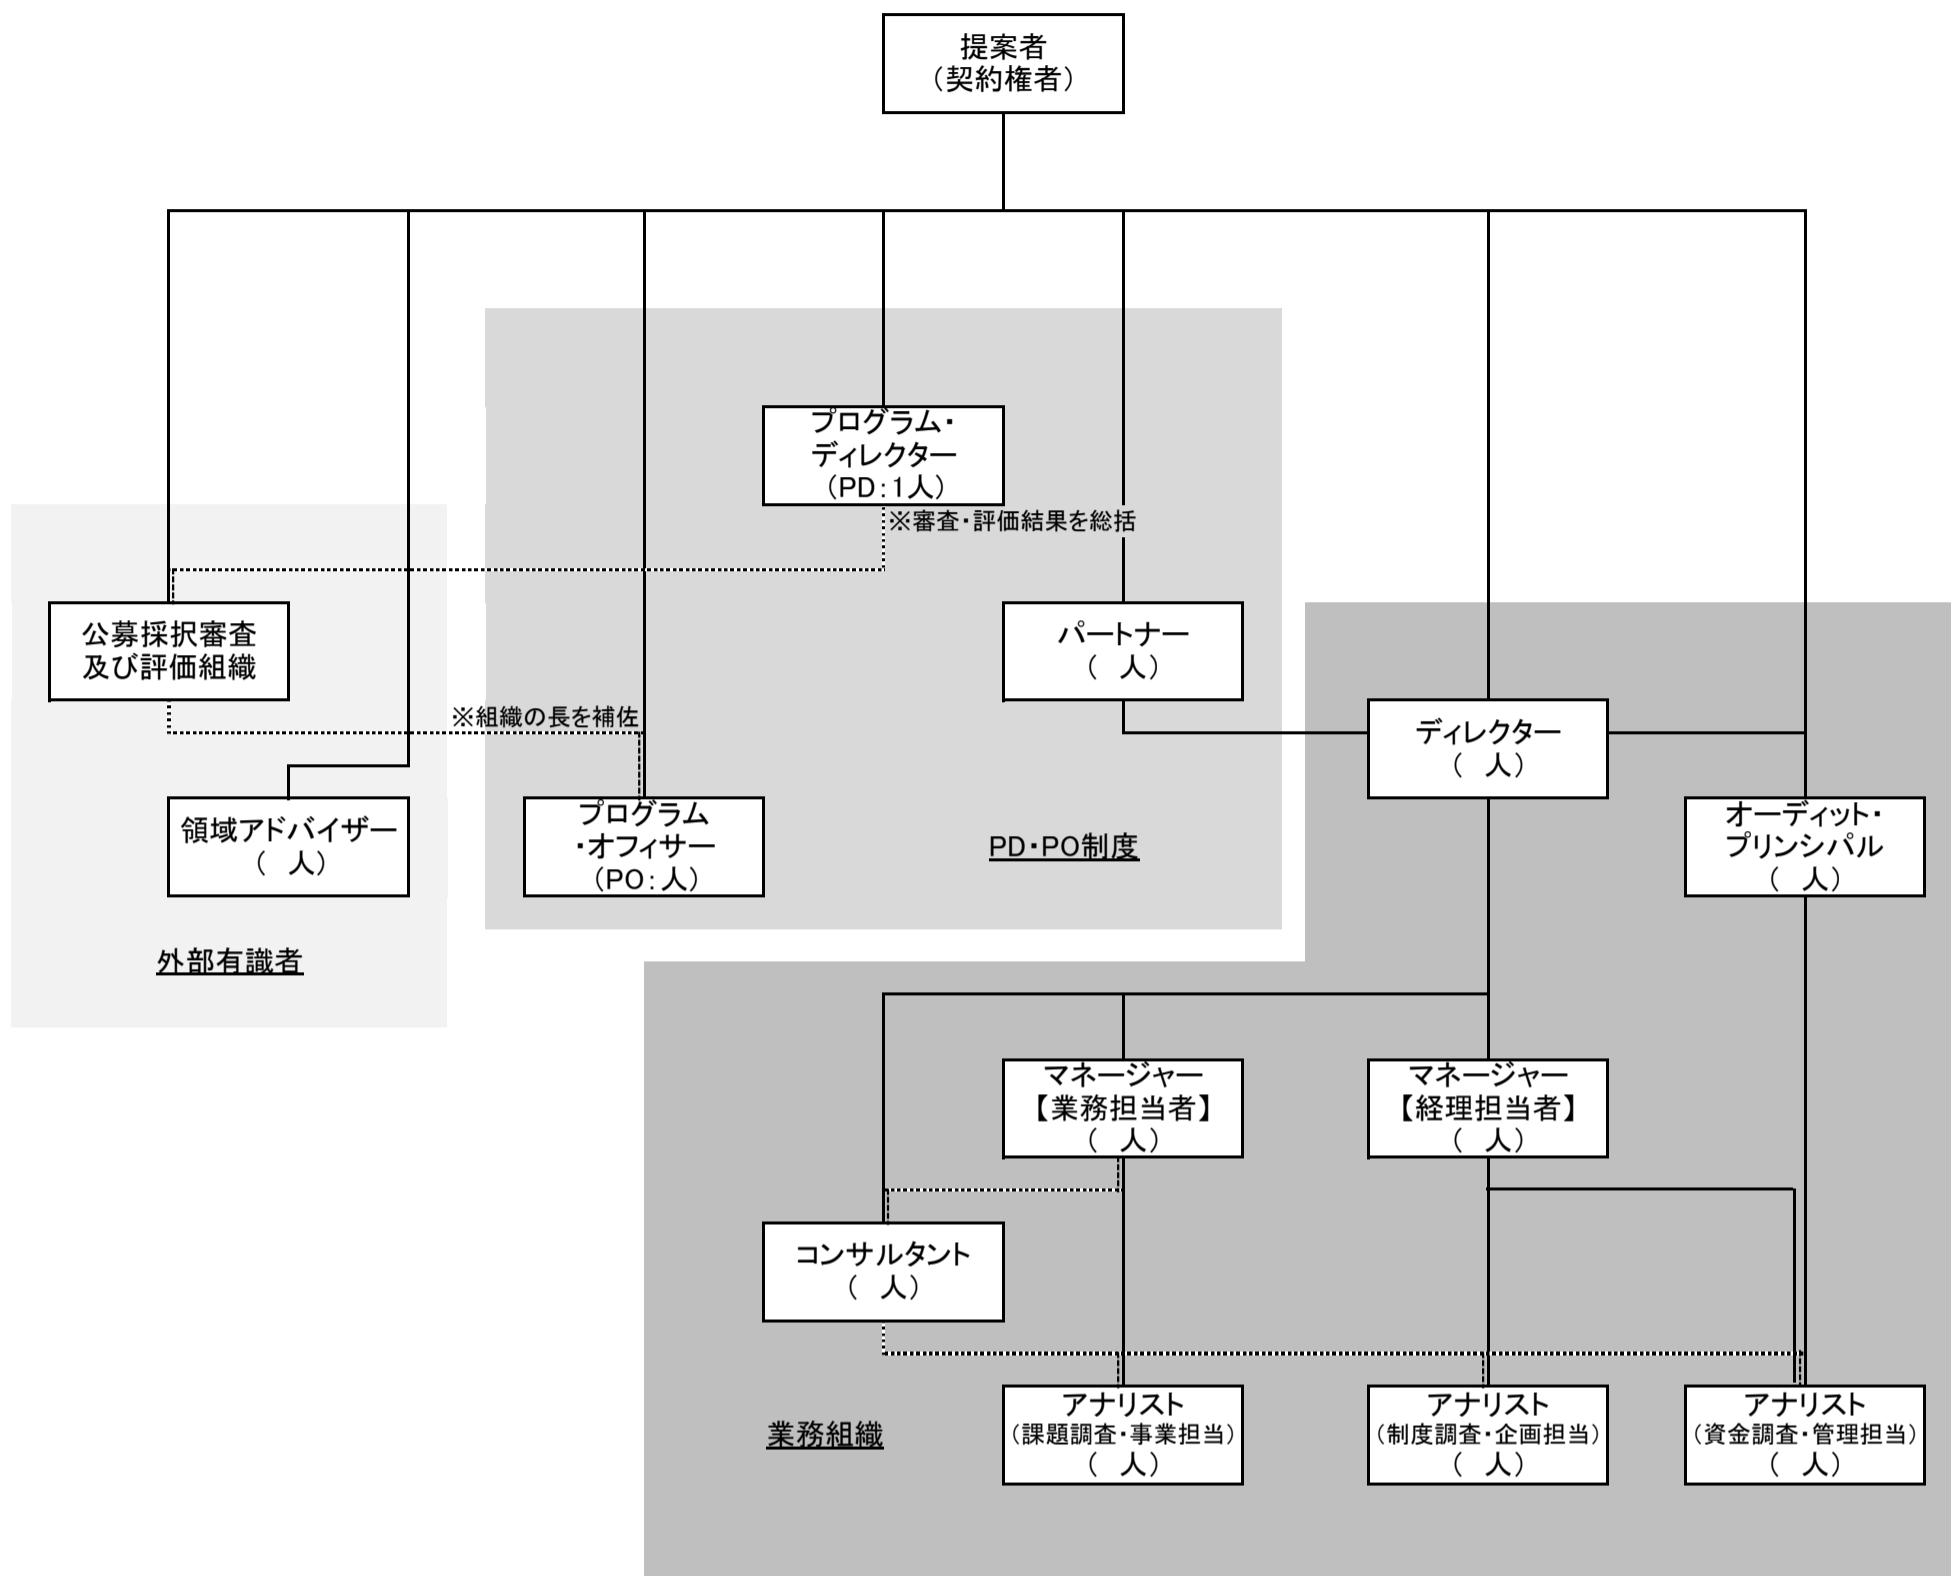 提案者
(契約権者)
プログラム・
ディレクター
(PD:1人)
※審査・評価結果を総括
公募採択審査
及び評価組織
パートナー
( 人)
※組織の長を補佐
ディレクター
( 人)
領域アドバイザー
( 人)
プログラム
・オフィサー
(PO:人)
PD・PO制度
オーディット・
プリンシパル
( 人)
外部有識者
マネージャー
【業務担当者】
( 人)
マネージャー
【経理担当者】
( 人)
コンサルタント
( 人)
業務組織
アナリスト
(課題調査・事業担当)
( 人)
アナリスト
(制度調査・企画担当)
( 人)
アナリスト
(資金調査・管理担当)
( 人)